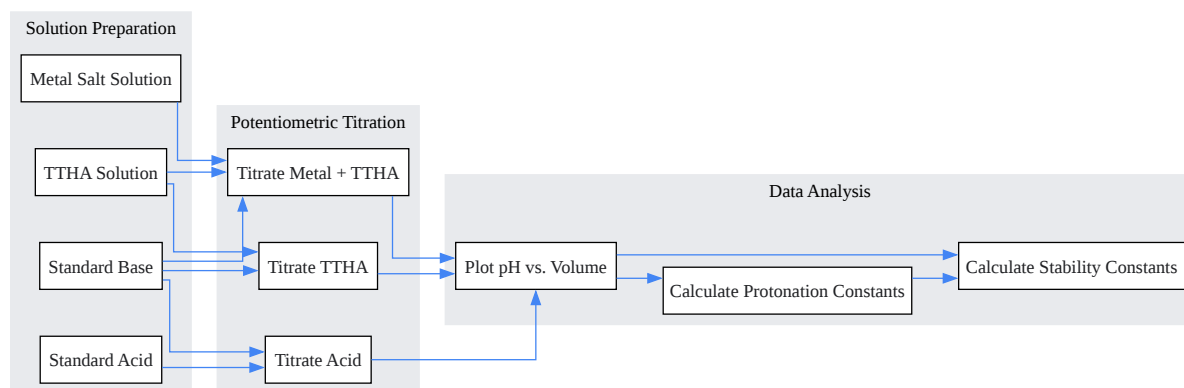 Solution Preparation
Metal Salt Solution
TTHA Solution
Standard Base
Standard Acid
Potentiometric Titration
Titrate Metal + TTHA
Titrate TTHA
Titrate Acid
Data Analysis
Plot pH vs. Volume
Calculate Protonation Constants
Calculate Stability Constants